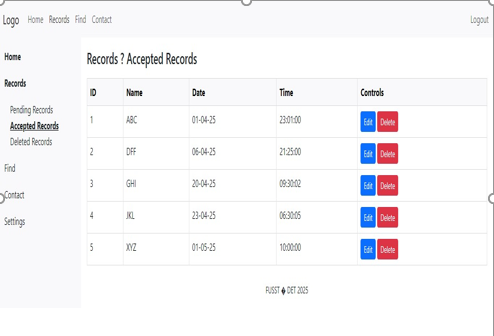 Logo Home Records Find Contact Logout
Home
Records
Pending Records
Accepted Records
Deleted Records
Find
Contact
Settings
Records ? Accepted Records
ID Name Date Time Controls
1 ABC 01-04-25 23:01:00 Edit Delete
2 DFF 06-04-25 21:25:00 Edit Delete
3 GHI 20-04-25 09:30:02 Edit Delete
4 JKL 23-04-25 06:30:05 Edit Delete
5 XYZ 01-05-25 10:00:00 Edit Delete
FUSST � DET 2025